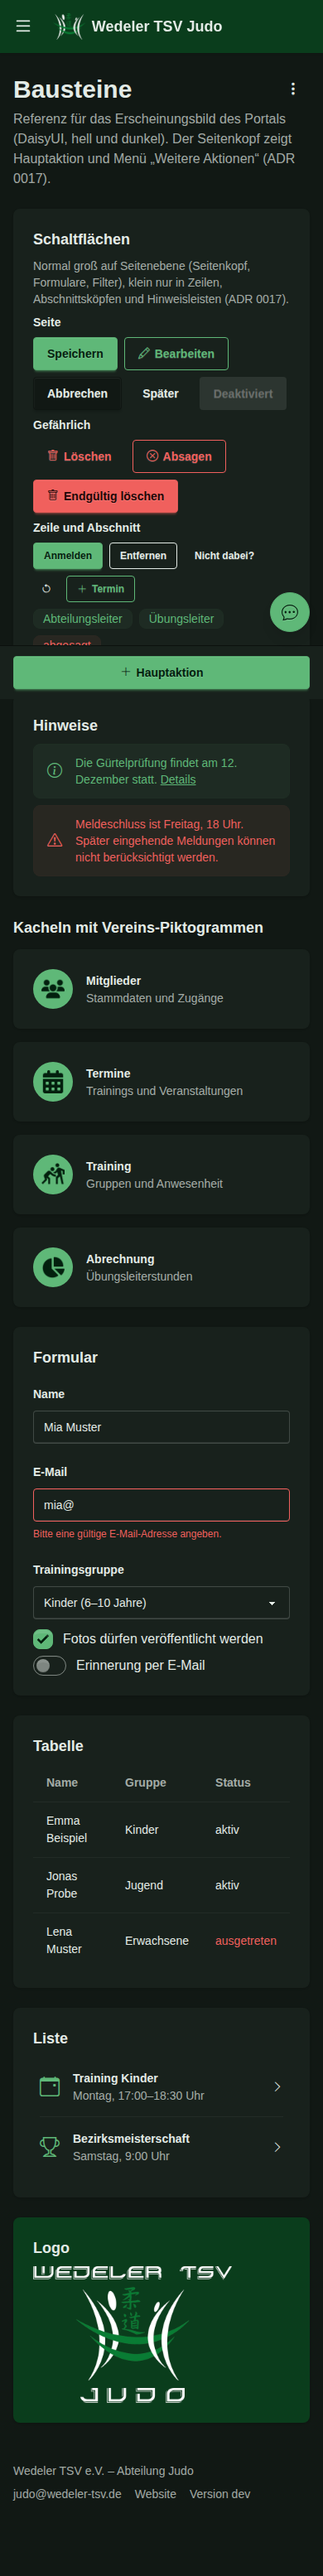 Wedeler TSV Judo
Bausteine
Referenz für das Erscheinungsbild des Portals
(DaisyUI, hell und dunkel). Der Seitenkopf zeigt
Hauptaktion und Menü „Weitere Aktionen“ (ADR
0017).
Schaltflächen
Normal groß auf Seitenebene (Seitenkopf,
Formulare, Filter), klein nur in Zeilen,
Abschnittsköpfen und Hinweisleisten (ADR 0017).
Seite
Speichern
Bearbeiten
Abbrechen
Später
Deaktiviert
Gefährlich
Löschen
Absagen
Endgültig löschen
Zeile und Abschnitt
Anmelden
Entfernen
Nicht dabei?
Termin
Abteilungsleiter
Übungsleiter
abgesagt
Hauptaktion
Hinweise
Die Gürtelprüfung findet am 12.
Dezember statt. Details
Meldeschluss ist Freitag, 18 Uhr.
Später eingehende Meldungen können
nicht berücksichtigt werden.
Kacheln mit Vereins-Piktogrammen
Mitglieder
Stammdaten und Zugänge
Termine
Trainings und Veranstaltungen
Training
Gruppen und Anwesenheit
Abrechnung
Übungsleiterstunden
Formular
Name
Mia Muster
E-Mail
mia@
Bitte eine gültige E-Mail-Adresse angeben.
Trainingsgruppe
Kinder (6–10 Jahre)
Fotos dürfen veröffentlicht werden
Erinnerung per E-Mail
Tabelle
Name Gruppe Status
Emma
Beispiel
Kinder
aktiv
Jonas
Probe
Jugend
aktiv
Lena
Muster
Erwachsene
ausgetreten
Liste
Training Kinder
Montag, 17:00–18:30 Uhr
Bezirksmeisterschaft
Samstag, 9:00 Uhr
Logo
WEDELER TSV
柔
道
JUDO
Wedeler TSV e.V. – Abteilung Judo
judo@wedeler-tsv.de Website Version dev